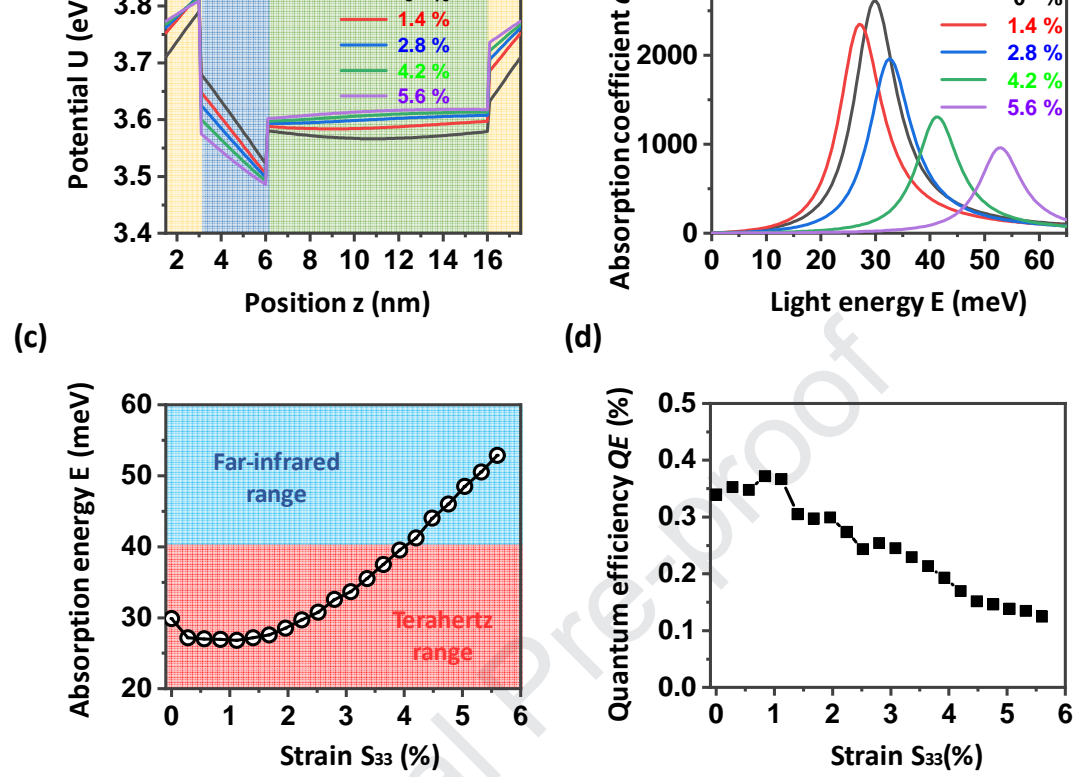 3.8
3.7
3.6
3.5
3.4
Potential U (eV
1.4 %
2.8 %
4.2 %
5.6 %
2 4 6 8 10 12 14 16
Position z (nm)
2000
1000
0
Absorption coefficient
0 %
1.4 %
2.8 %
4.2 %
5.6 %
0 10 20 30 40 50 60
Light energy E (meV)
(c)
60
50
40
30
20
Absorption energy E (meV)
Far-infrared
range
Terahertz
range
0 1 2 3 4 5 6
Strain S33 (%)
(d)
0.5
0.4
0.3
0.2
0.1
0.0
Quantum efficiency QE (%)
0 1 2 3 4 5 6
Strain S33(%)
al Pre-proof